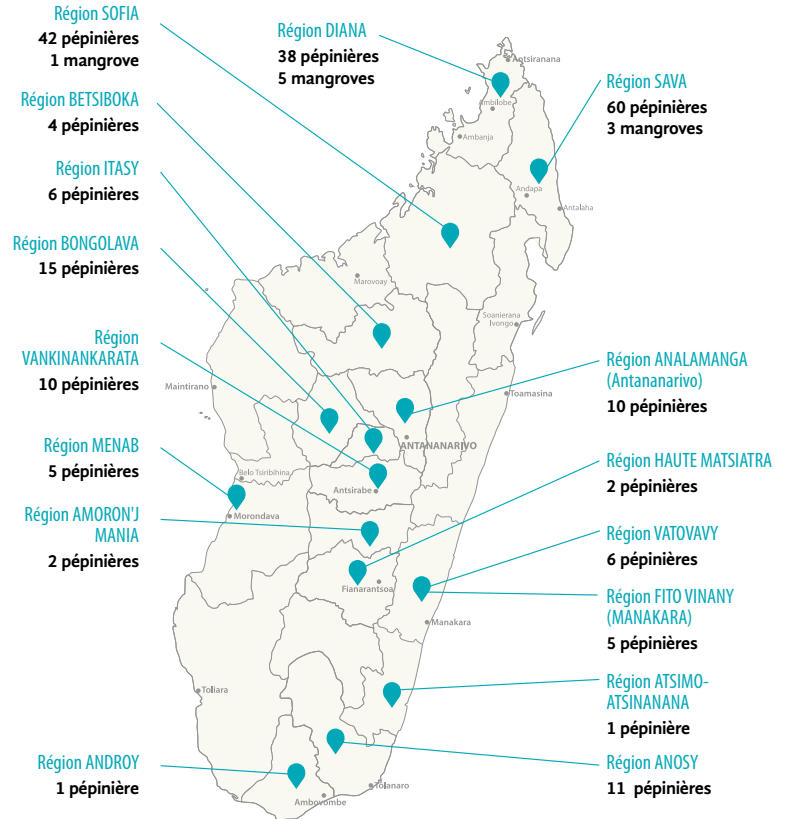 Région SOFIA
42 pépinières
1 mangrove
Région BETSIBOKA
4 pépinières
Région ITASY
6 pépinières
Région BONGOLAVA
15 pépinières
Région
VANKINANKARATA
10 pépinières
Région MENAB
5 pépinières
Région AMORON'J
MANIA
2 pépinières
Région ANDROY
1 pépinière
Région DIANA
38 pépinières
5 mangroves
Région SAVA
60 pépinières
3 mangroves
Région ANALAMANGA
(Antananarivo)
10 pépinières
Région HAUTE MATSIATRA
2 pépinières
Région VATOVAVY
6 pépinières
Région FITO VINANY
(MANAKARA)
5 pépinières
Région ATSIMO-
ATSINANANA
1 pépinière
Région ANOSY
11 pépinières
Antsiranana
Ambilobe
Ambanja
Andapa
Antalaha
Marovoay
Soanierana
Ivongo
Maintirano
Toamasina
ANTANANARIVO
Belo Tsiribihina
Antsirabe
Morondava
Fianarantsoa
Manakara
Toliara
Tolanaro
Ambovombe